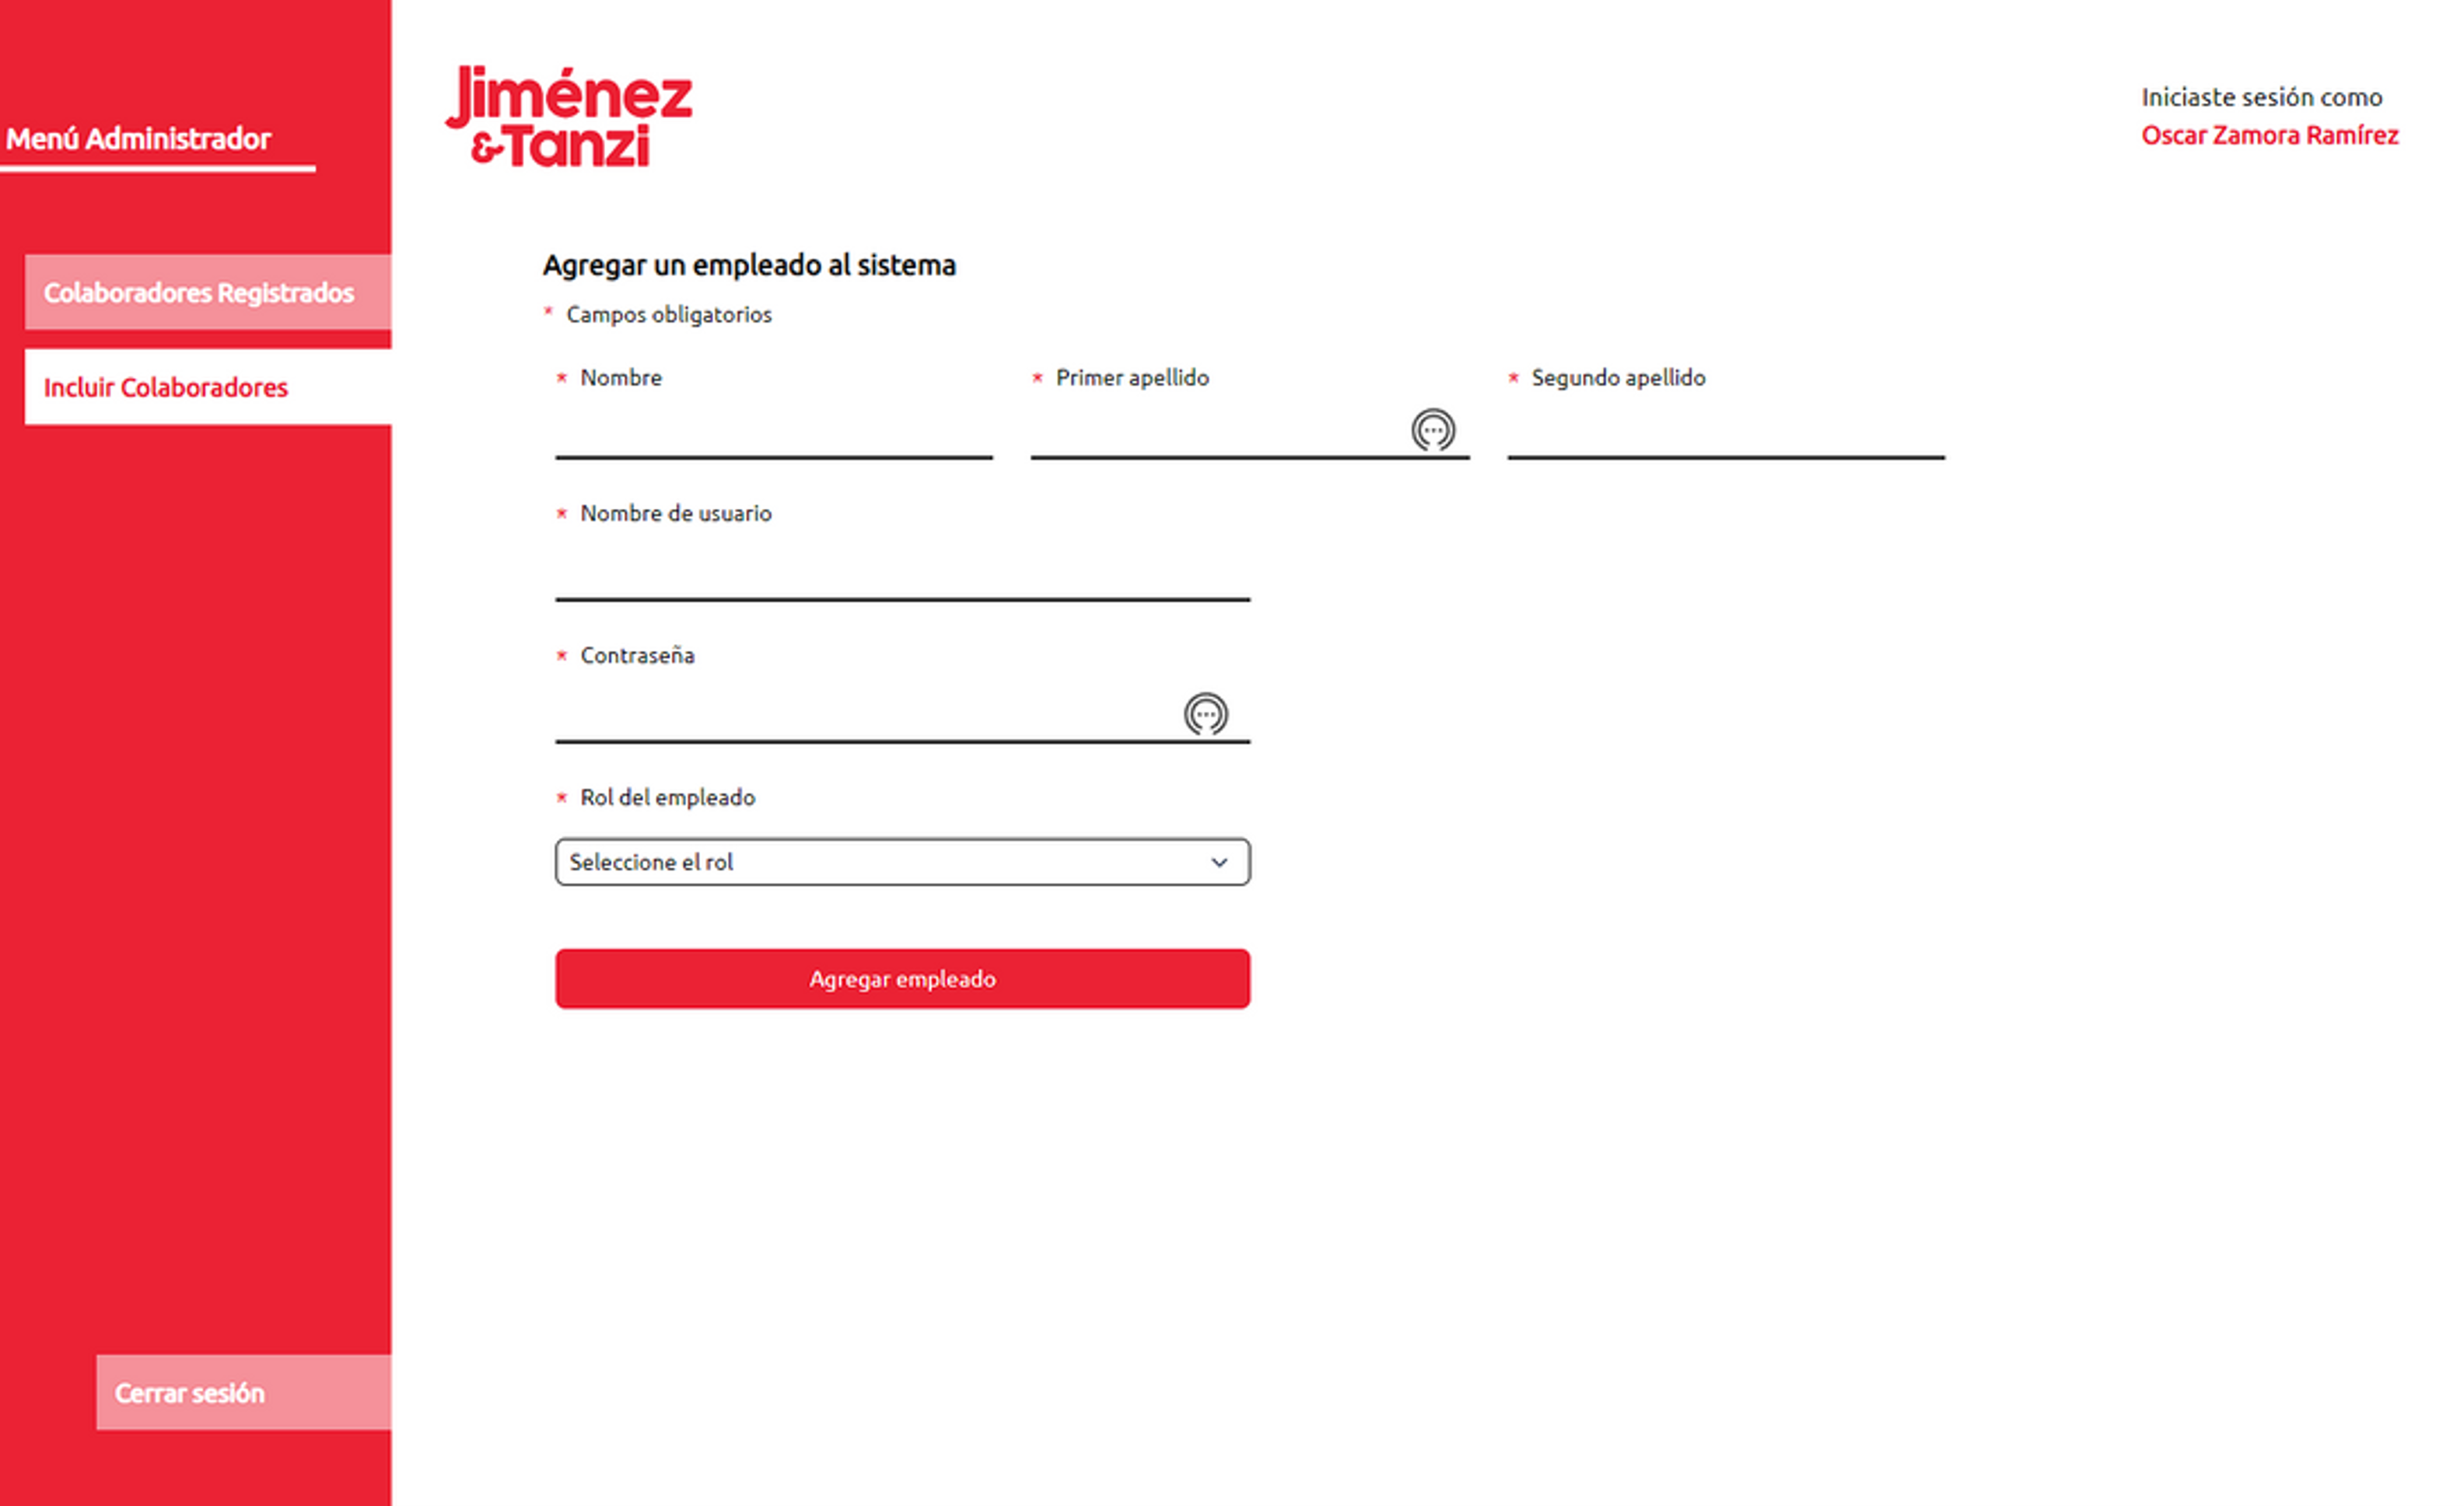 Menú Administrador
Colaboradores Registrados
Incluir Colaboradores
Cerrar sesión
Jiménez
&Tanzi
Iniciaste sesión como
Oscar Zamora Ramírez
Agregar un empleado al sistema
* Campos obligatorios
* Nombre
* Primer apellido
* Segundo apellido
* Nombre de usuario
* Contraseña
* Rol del empleado
Seleccione el rol
Agregar empleado